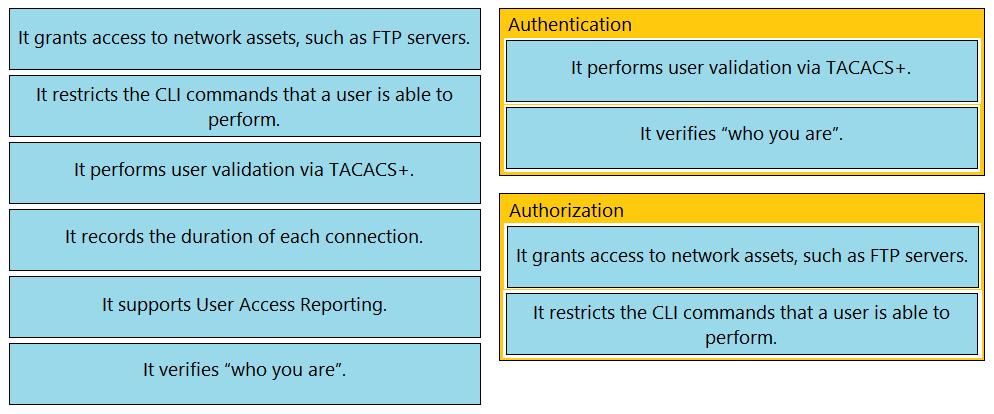 It grants access to network assets, such as FTP servers.
It restricts the CLI commands that a user is able to
perform.
It performs user validation via TACACS+.
It records the duration of each connection.
It supports User Access Reporting.
It verifies “who you are”.
Authentication
It performs user validation via TACACS+.
It verifies “who you are”.
Authorization
It grants access to network assets, such as FTP servers.
It restricts the CLI commands that a user is able to
perform.